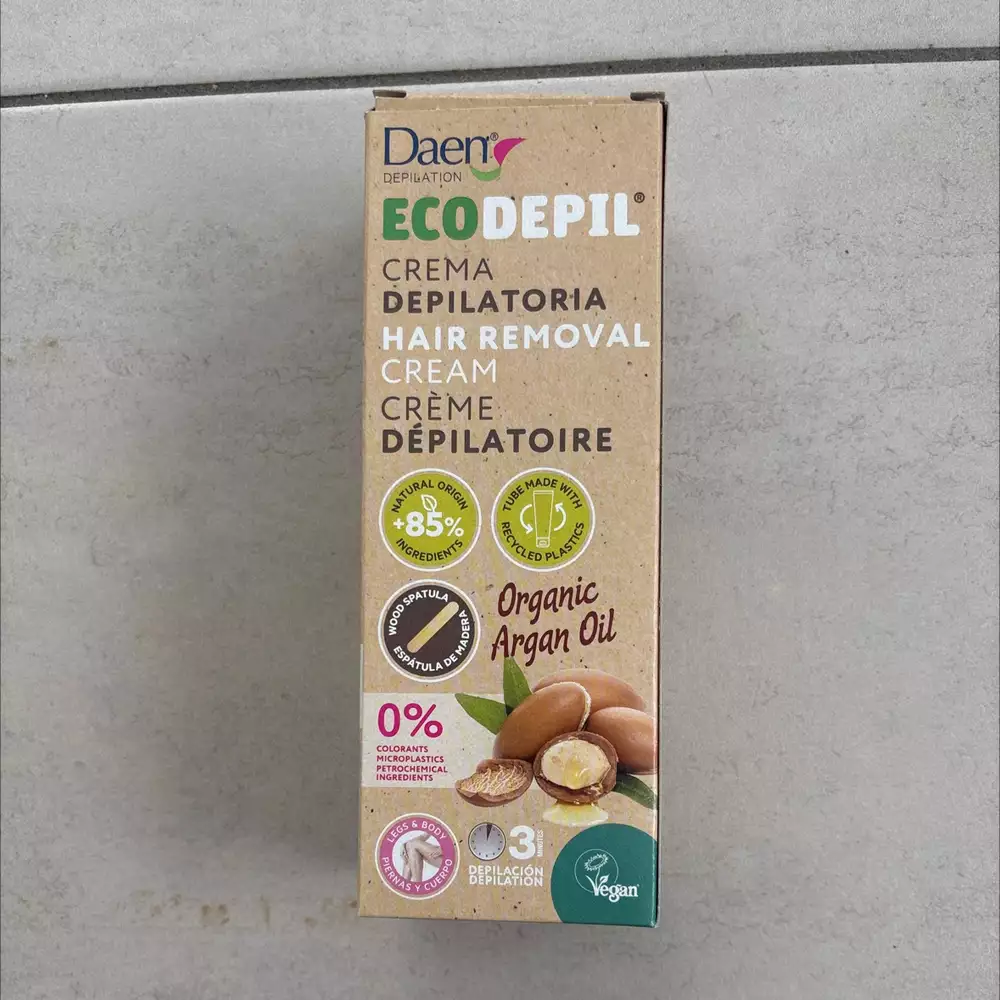 Daen®
DEPILATION
ECODEPIL®
CREMA
DEPILATORIA
HAIR REMOVAL
CREAM
CRÈME
DÉPILATOIRE
NATURAL ORIGIN
+85%
INGREDIENTS
TUBE MADE WITH
RECYCLED PLASTICS
WOOD SPATULA
ESPÁTULA DE MADERA
Organic
Argan Oil
0%
COLORANTS
MICROPLASTICS
PETROCHEMICAL
INGREDIENTS
LEGS & BODY
PIERNAS Y CUERPO
3 MINUTES
DEPILACIÓN
DEPILATION
Vegan